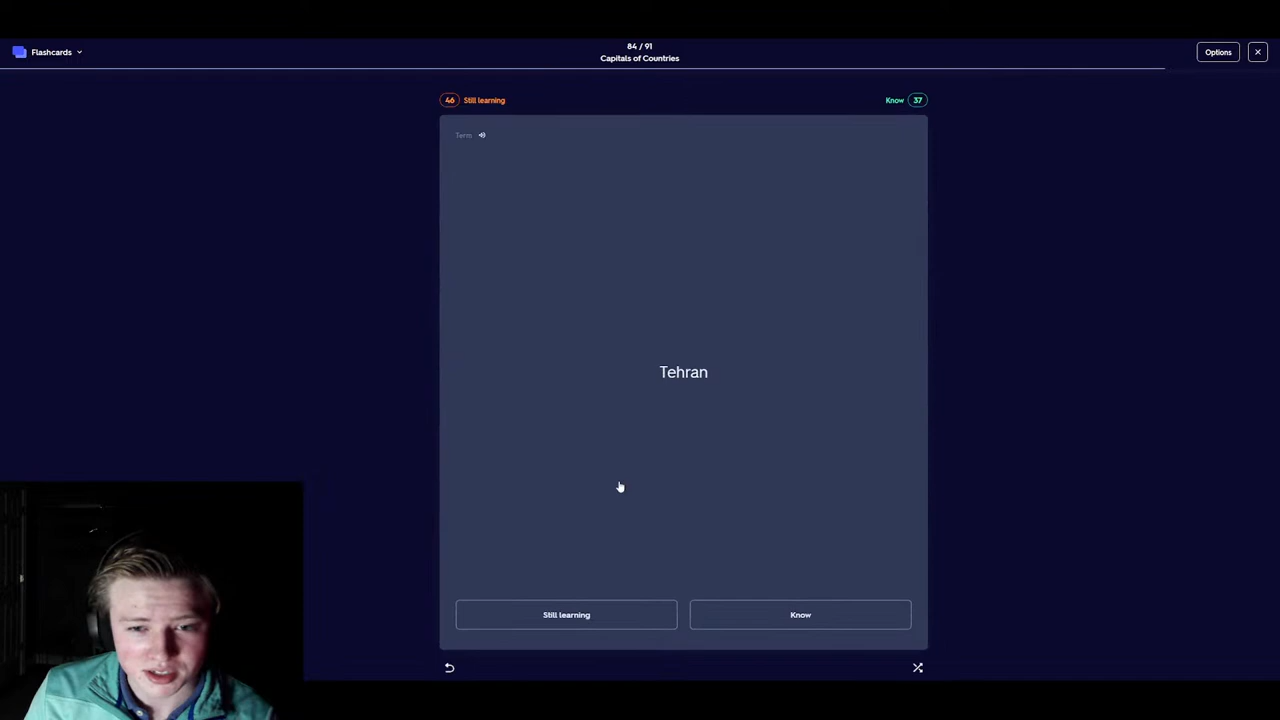 Flashcards
84 / 91
Capitals of Countries
Options
46 Still learning
Know 37
Term
Tehran
Still learning
Know